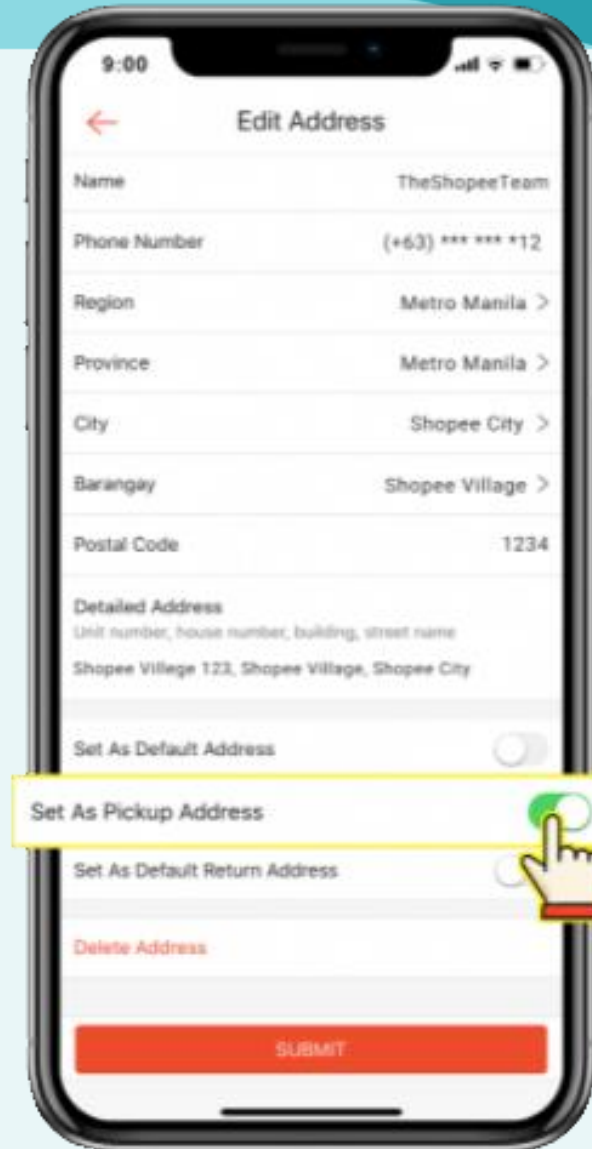 9:00
Edit Address
Name TheShopeeTeam
Phone Number (+63) *** *** *12
Region Metro Manila >
Province Metro Manila >
City Shopee City >
Barangay Shopee Village >
Postal Code 1234
Detailed Address
Unit number, house number, building, street name
Shopee Villege 123, Shopee Village, Shopee City
Set As Default Address
Set As Pickup Address
Set As Default Return Address
Delete Address
SUBMIT